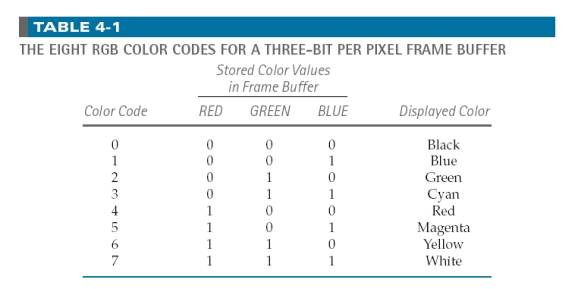 TABLE 4-1
THE EIGHT RGB COLOR CODES FOR A THREE-BIT PER PIXEL FRAME BUFFER
Stored Color Values
in Frame Buffer
Color Code RED GREEN BLUE Displayed Color
0 0 0 0 Black
1 0 0 1 Blue
2 0 1 0 Green
3 0 1 1 Cyan
4 1 0 0 Red
5 1 0 1 Magenta
6 1 1 0 Yellow
7 1 1 1 White